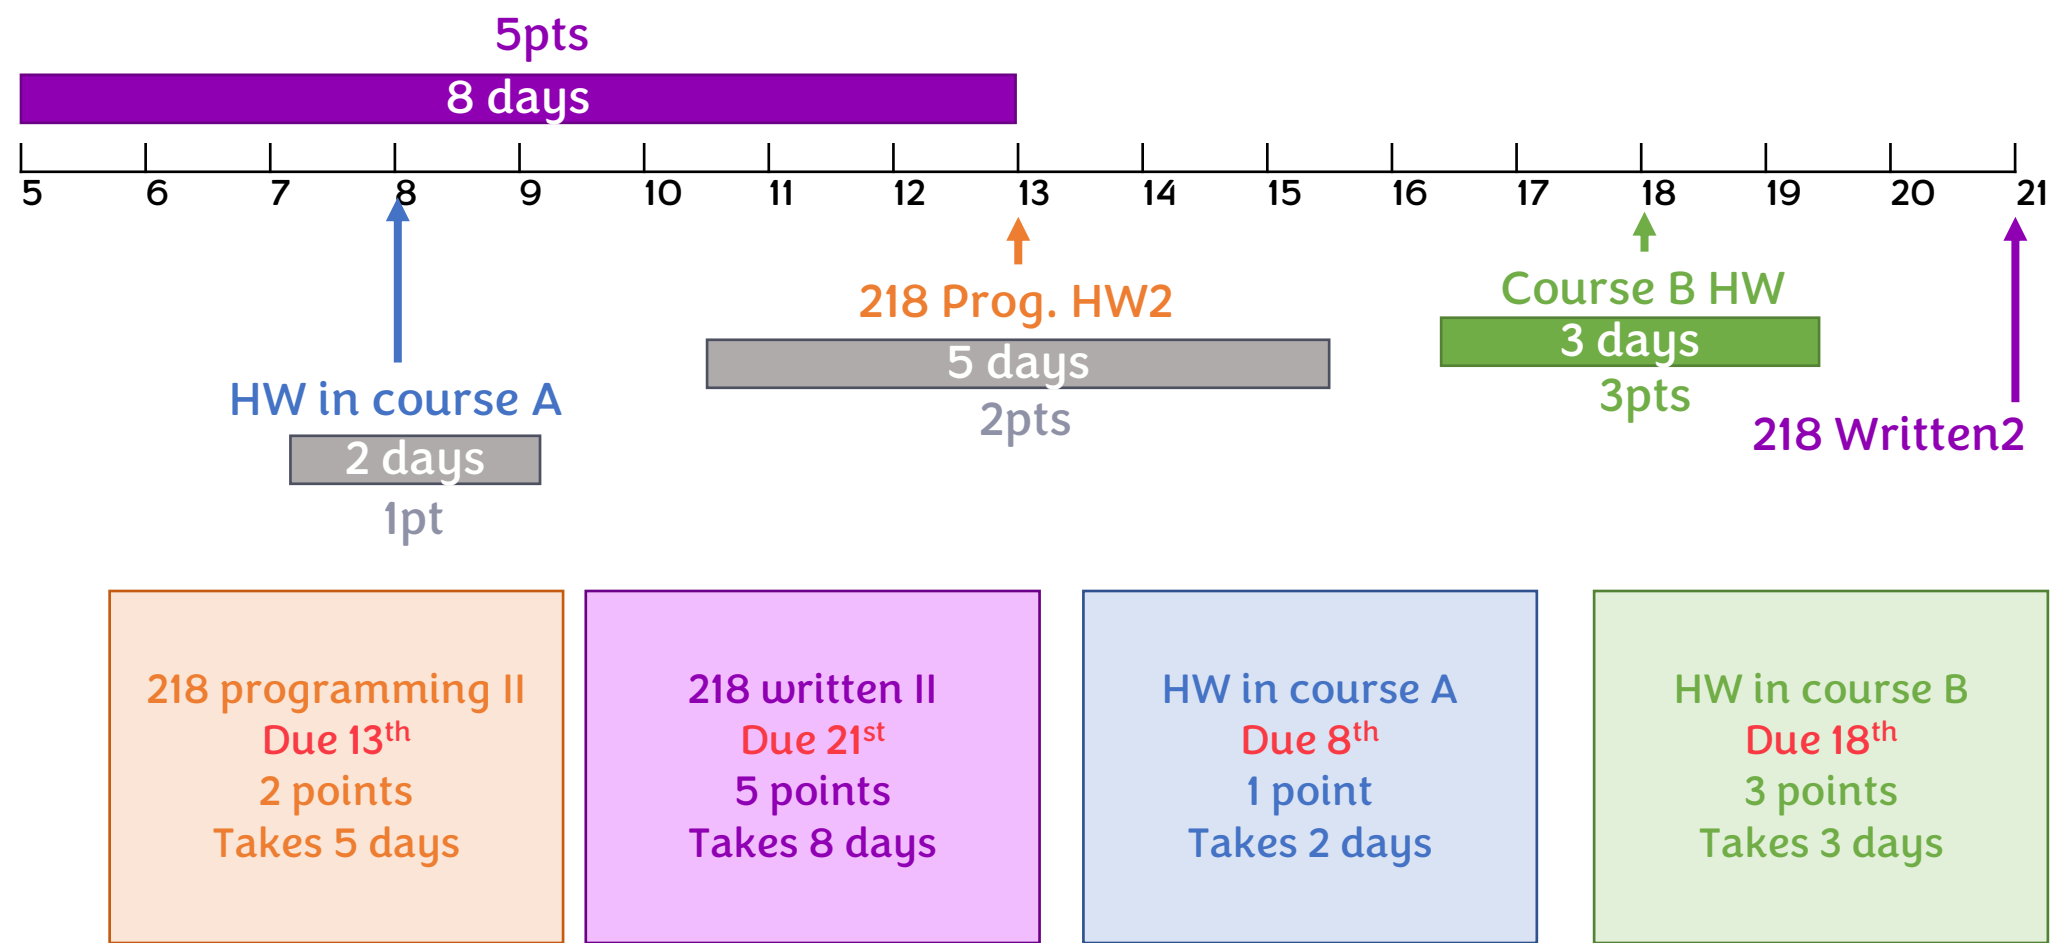 5pts
8 days
5 6 7 8 9 10 11 12 13 14 15 16 17 18 19 20 21
218 Prog. HW2
5 days
2pts
Course B HW
3 days
3pts
HW in course A
2 days
1pt
218 Written2
218 programming II
Due 13th
2 points
Takes 5 days
218 written II
Due 21st
5 points
Takes 8 days
HW in course A
Due 8th
1 point
Takes 2 days
HW in course B
Due 18th
3 points
Takes 3 days